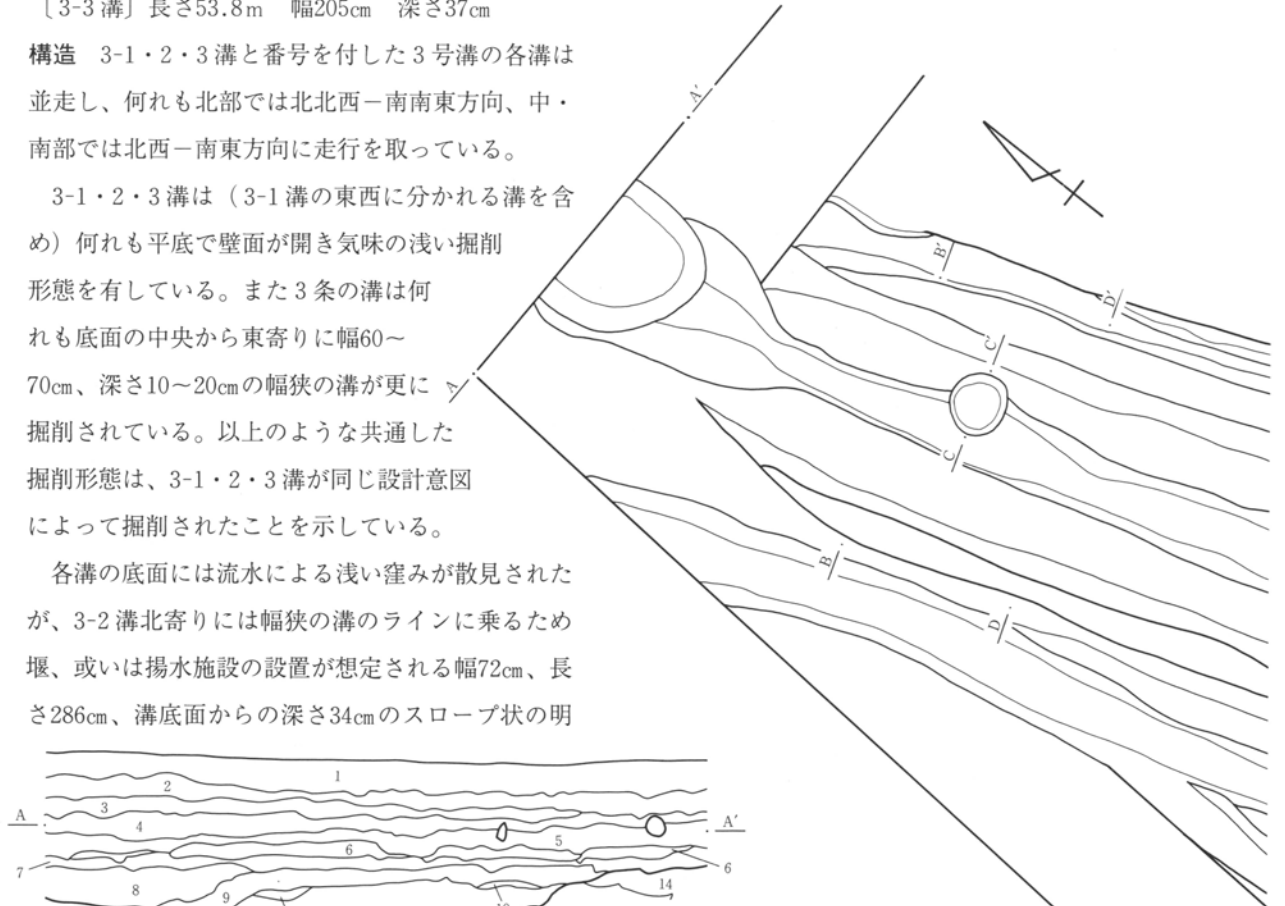 〔3-3 溝〕長さ53.8m　幅205cm　深さ37cm
構造　3-1・2・3溝と番号を付した3号溝の各溝は
並走し、何れも北部では北北西－南南東方向、中・
南部では北西－南東方向に走行を取っている。
　3-1・2・3溝は（3-1溝の東西に分かれる溝を含
め）何れも平底で壁面が開き気味の浅い掘削
形態を有している。また3条の溝は何
れも底面の中央から東寄りに幅60～
70cm、深さ10～20cmの幅狭の溝が更に
掘削されている。以上のような共通した
掘削形態は、3-1・2・3溝が同じ設計意図
によって掘削されたことを示している。
　各溝の底面には流水による浅い窪みが散見された
が、3-2溝北寄りには幅狭の溝のラインに乗るため
堰、或いは揚水施設の設置が想定される幅72cm、長
さ286cm、溝底面からの深さ34cmのスロープ状の明
A′
B′
D′
C′
A
C
B
D
1
2
3
A
A′
4
5
6
7
6
8
9
14